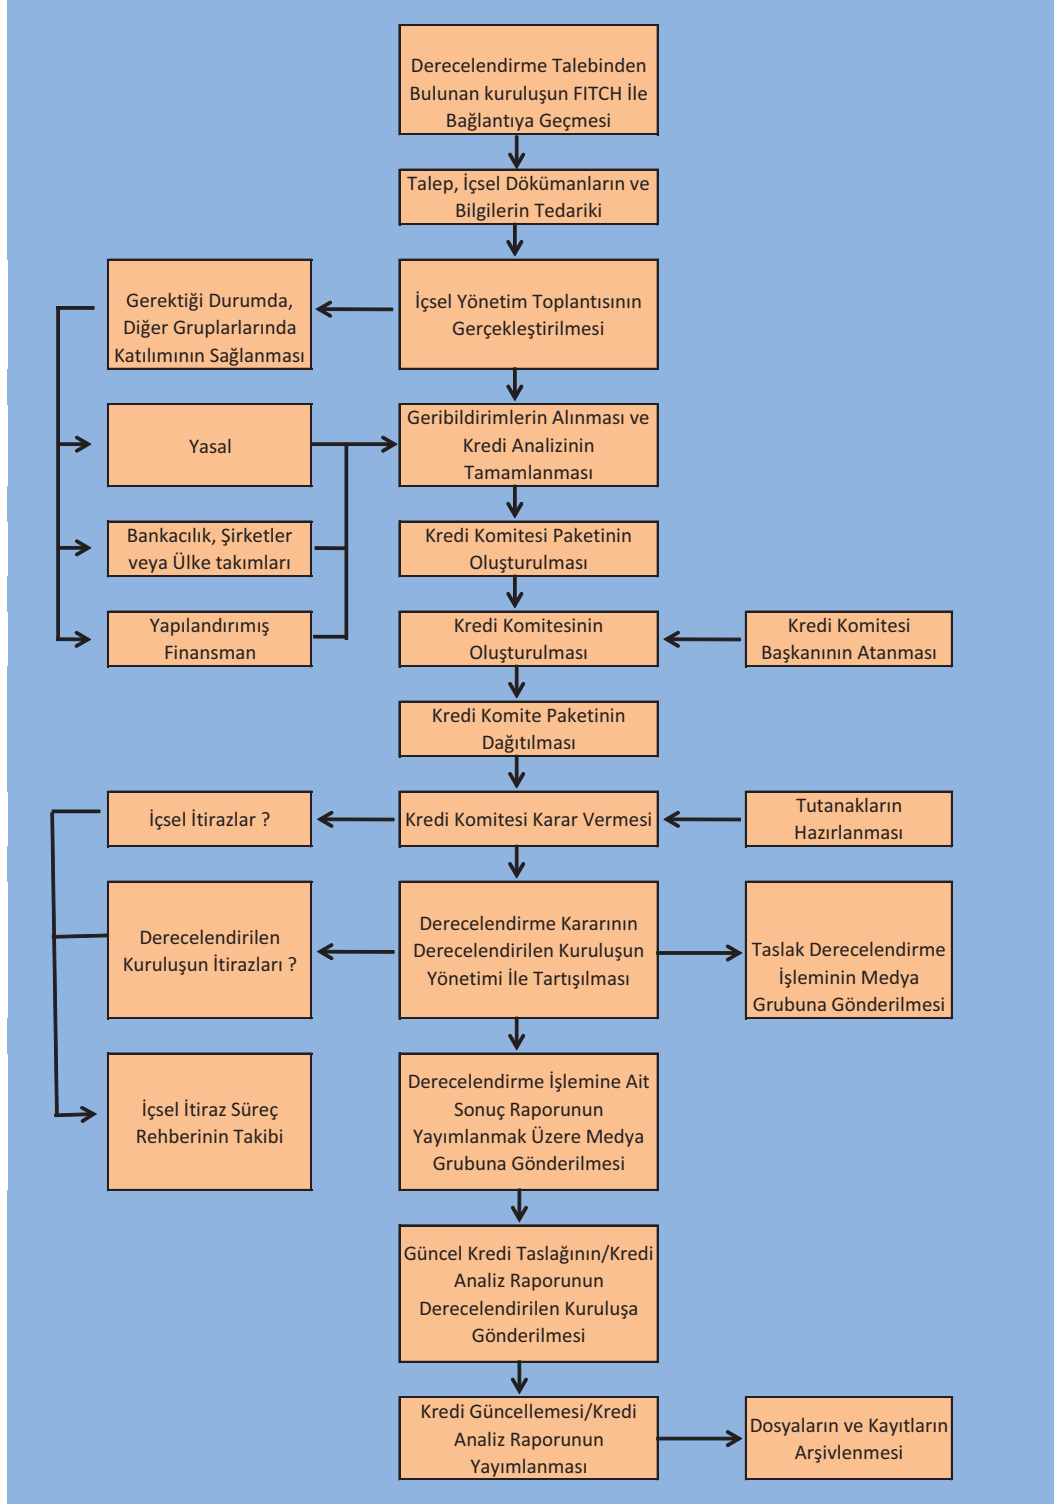 Derecelendirme Talebinden
Bulunan kuruluşun FITCH İle
Bağlantıya Geçmesi
Talep, İçsel Dökümanların ve
Bilgilerin Tedariki
Gerektiği Durumda,
Diğer Gruplarlarında
Katılımının Sağlanması
İçsel Yönetim Toplantısının
Gerçekleştirilmesi
Yasal
Geribildirimlerin Alınması ve
Kredi Analizinin
Tamamlanması
Bankacılık, Şirketler
veya Ülke takımları
Kredi Komitesi Paketinin
Oluşturulması
Yapılandırımış
Finansman
Kredi Komitesinin
Oluşturulması
Kredi Komitesi
Başkanının Atanması
Kredi Komite Paketinin
Dağıtılması
İçsel İtirazlar ?
Kredi Komitesi Karar Vermesi
Tutanakların
Hazırlanması
Derecelendirilen
Kuruluşun İtirazları ?
Derecelendirme Kararının
Derecelendirilen Kuruluşun
Yönetimi İle Tartışılması
Taslak Derecelendirme
İşleminin Medya
Grubuna Gönderilmesi
İçsel İtiraz Süreç
Rehberinin Takibi
Derecelendirme İşlemine Ait
Sonuç Raporunun
Yayımlanmak Üzere Medya
Grubuna Gönderilmesi
Güncel Kredi Taslağının/Kredi
Analiz Raporunun
Derecelendirilen Kuruluşa
Gönderilmesi
Kredi Güncellemesi/Kredi
Analiz Raporunun
Yayımlanması
Dosyaların ve Kayıtların
Arşivlenmesi